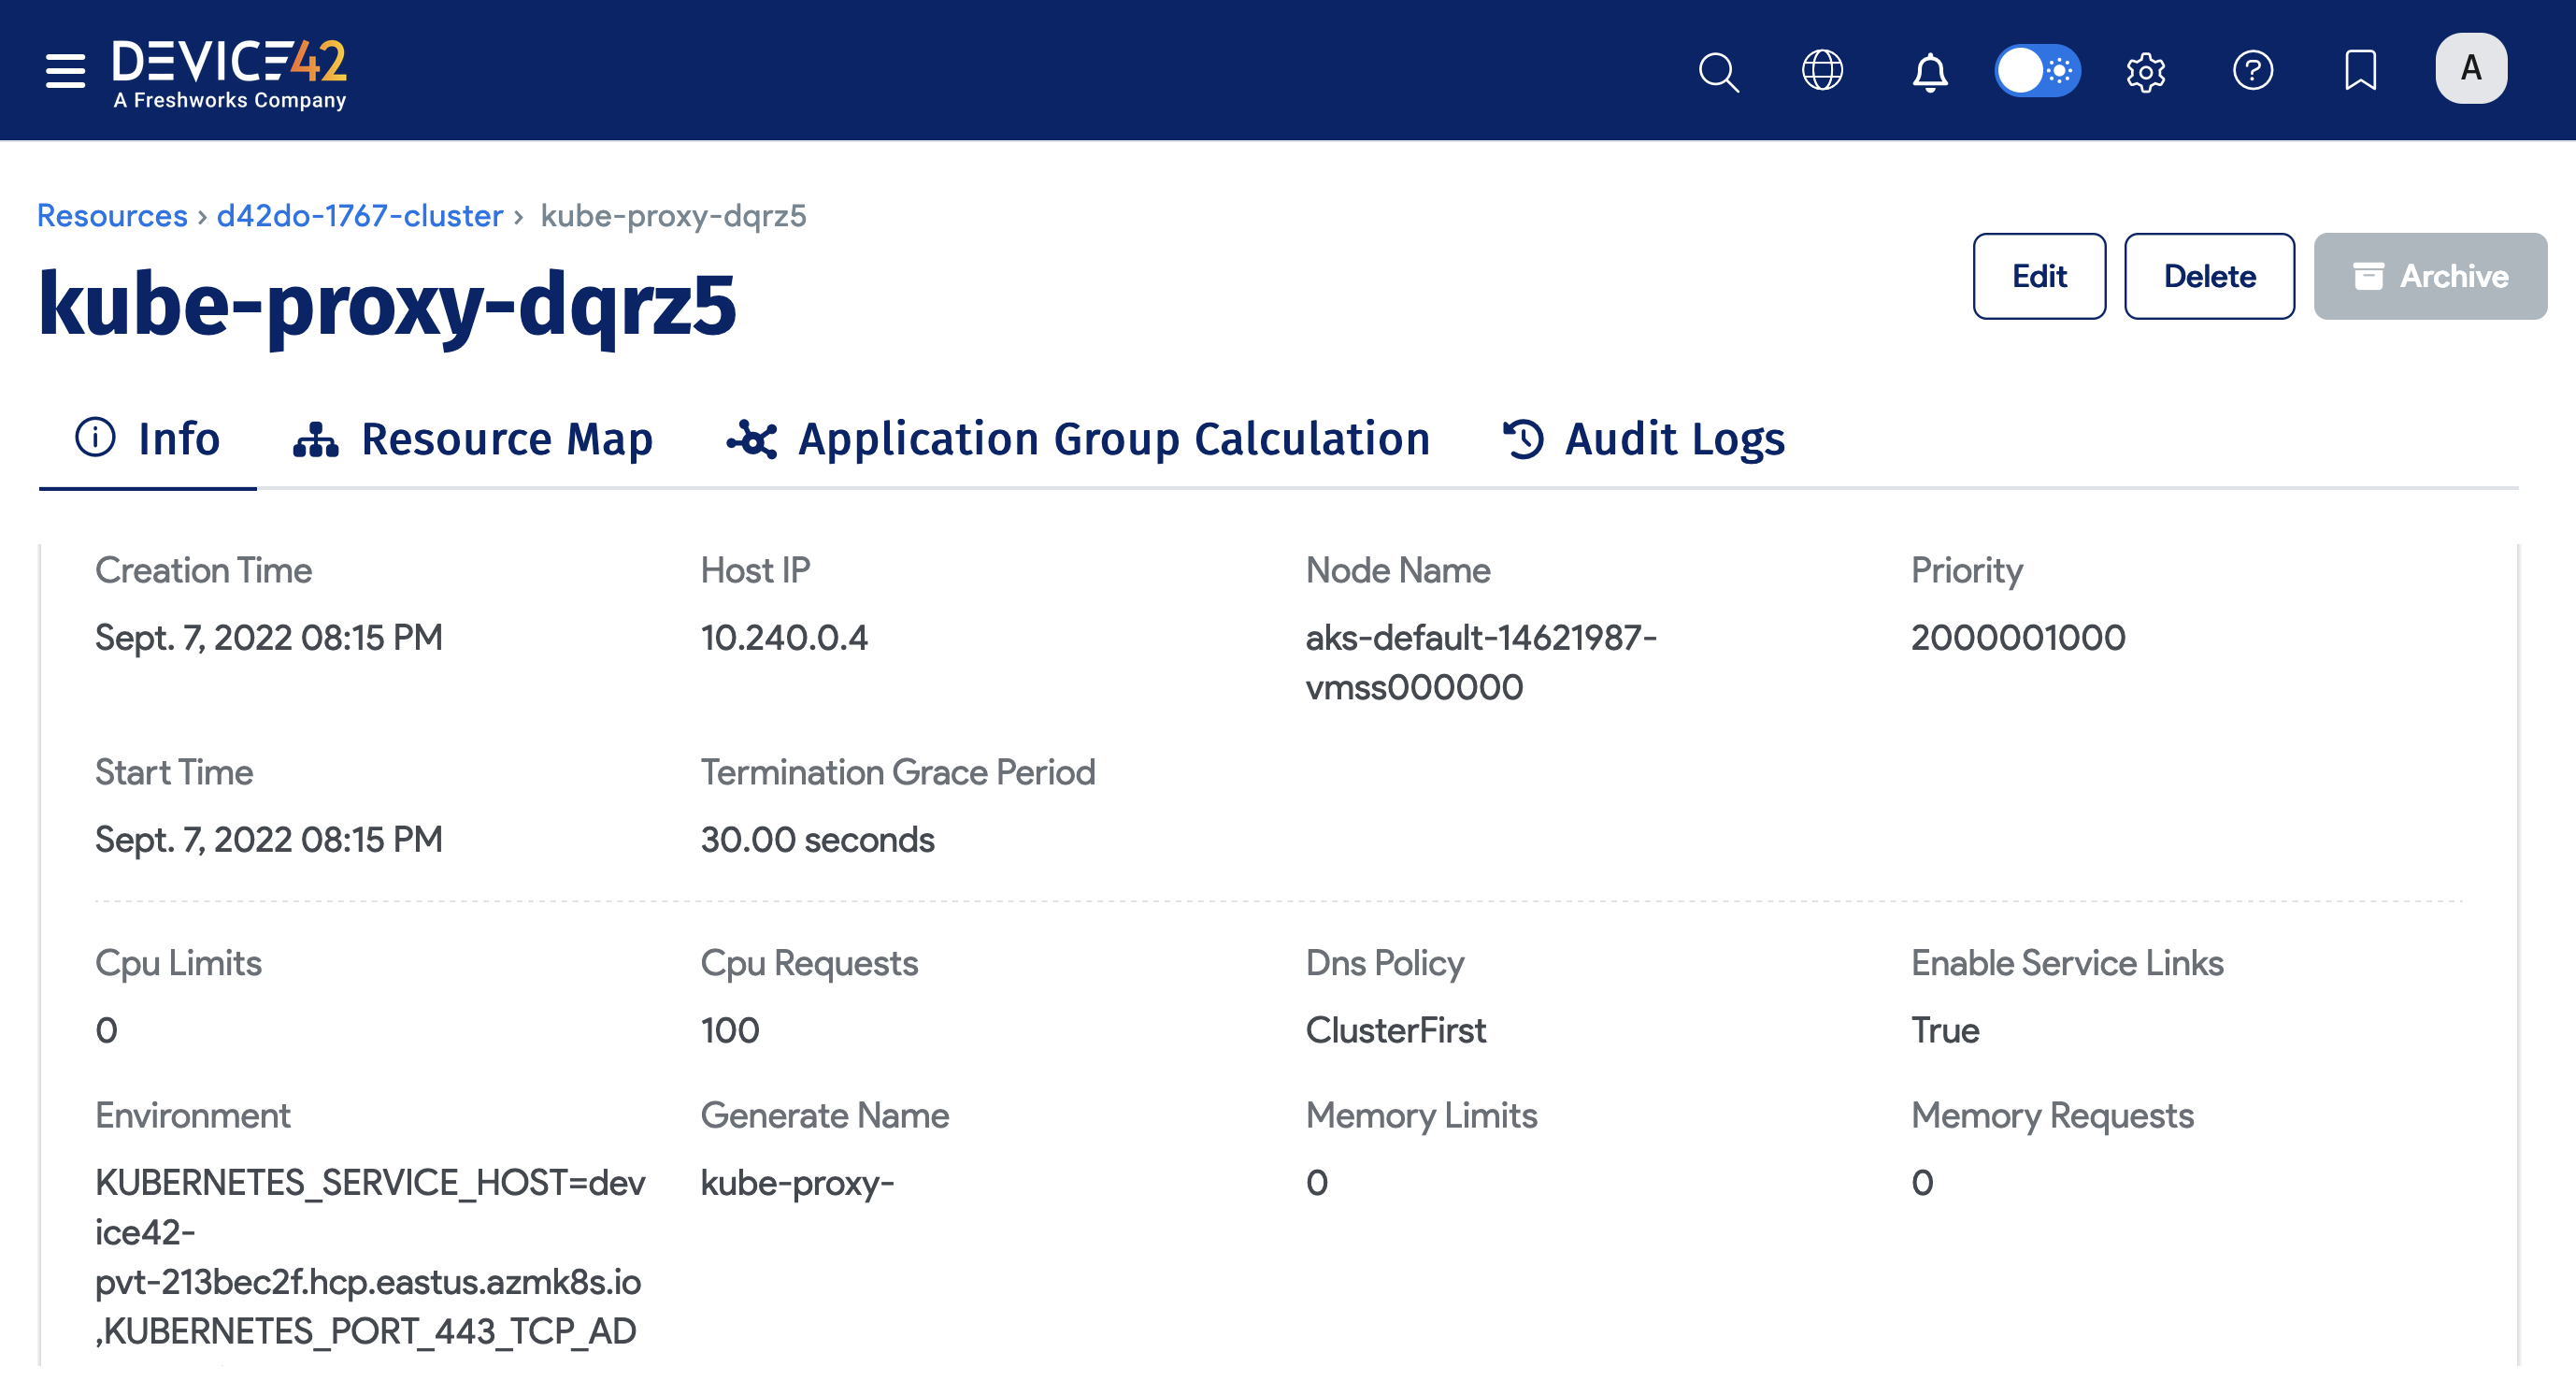 DEVICE42
A Freshworks Company
A
Resources › d42do-1767-cluster › kube-proxy-dqrz5
kube-proxy-dqrz5
Edit
Delete
Archive
Info
Resource Map
Application Group Calculation
Audit Logs
Creation Time
Sept. 7, 2022 08:15 PM
Host IP
10.240.0.4
Node Name
aks-default-14621987-
vmss000000
Priority
2000001000
Start Time
Sept. 7, 2022 08:15 PM
Termination Grace Period
30.00 seconds
Cpu Limits
0
Cpu Requests
100
Dns Policy
ClusterFirst
Enable Service Links
True
Environment
KUBERNETES_SERVICE_HOST=dev
ice42-
pvt-213bec2f.hcp.eastus.azmk8s.io
,KUBERNETES_PORT_443_TCP_AD
Generate Name
kube-proxy-
Memory Limits
0
Memory Requests
0